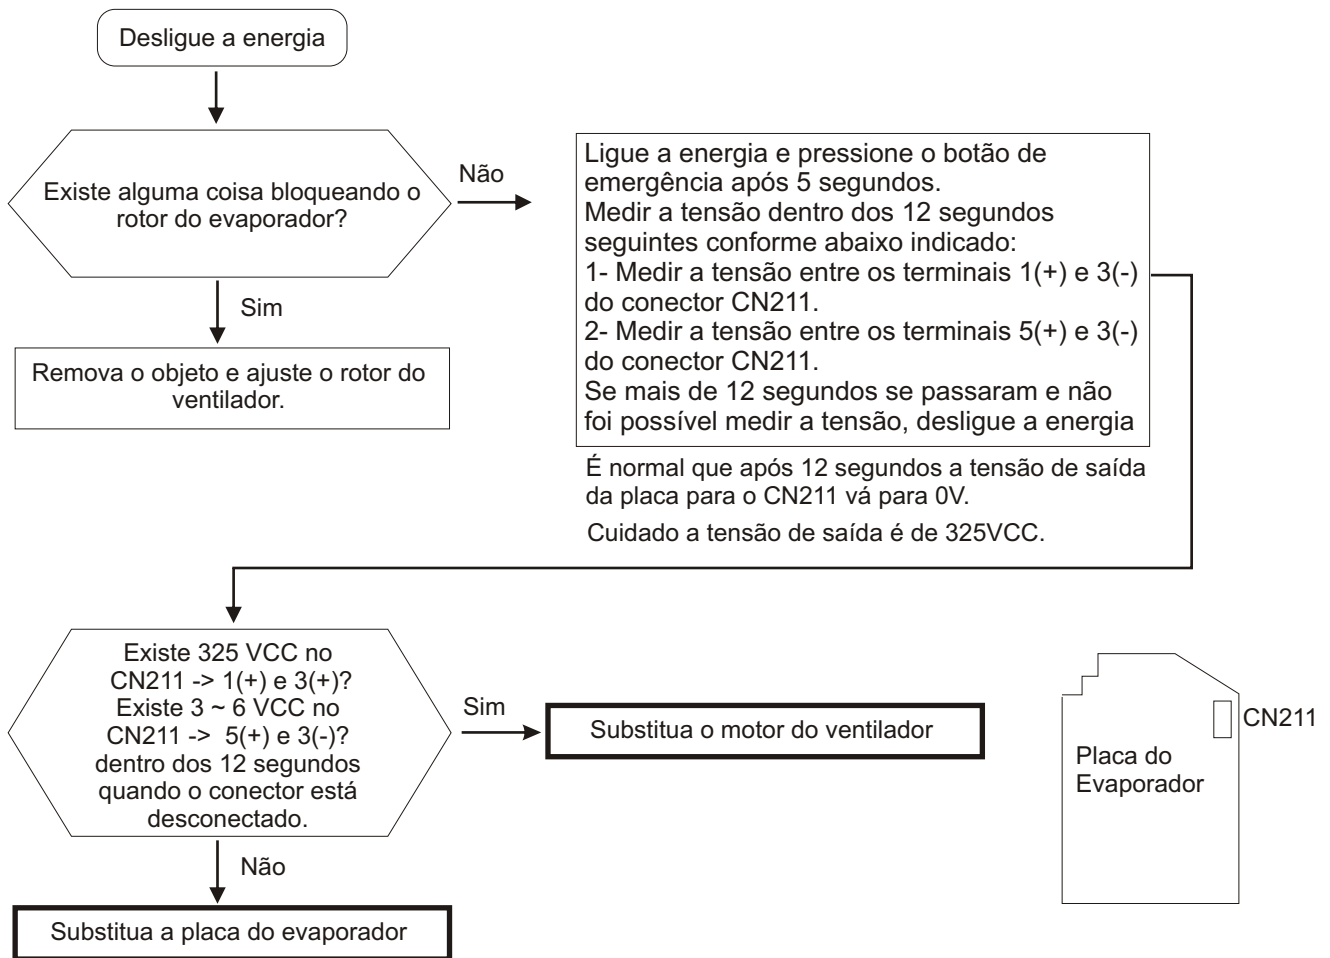 Desligue a energia
Existe alguma coisa bloqueando o
rotor do evaporador?
Não
Sim
Remova o objeto e ajuste o rotor do
ventilador.
Ligue a energia e pressione o botão de
emergência após 5 segundos.
Medir a tensão dentro dos 12 segundos
seguintes conforme abaixo indicado:
1- Medir a tensão entre os terminais 1(+) e 3(-)
do conector CN211.
2- Medir a tensão entre os terminais 5(+) e 3(-)
do conector CN211.
Se mais de 12 segundos se passaram e não
foi possível medir a tensão, desligue a energia
É normal que após 12 segundos a tensão de saída
da placa para o CN211 vá para 0V.
Cuidado a tensão de saída é de 325VCC.
Existe 325 VCC no
CN211 -> 1(+) e 3(+)?
Existe 3 ~ 6 VCC no
CN211 -> 5(+) e 3(-)?
dentro dos 12 segundos
quando o conector está
desconectado.
Sim
Substitua o motor do ventilador
Não
Substitua a placa do evaporador
CN211
Placa do
Evaporador